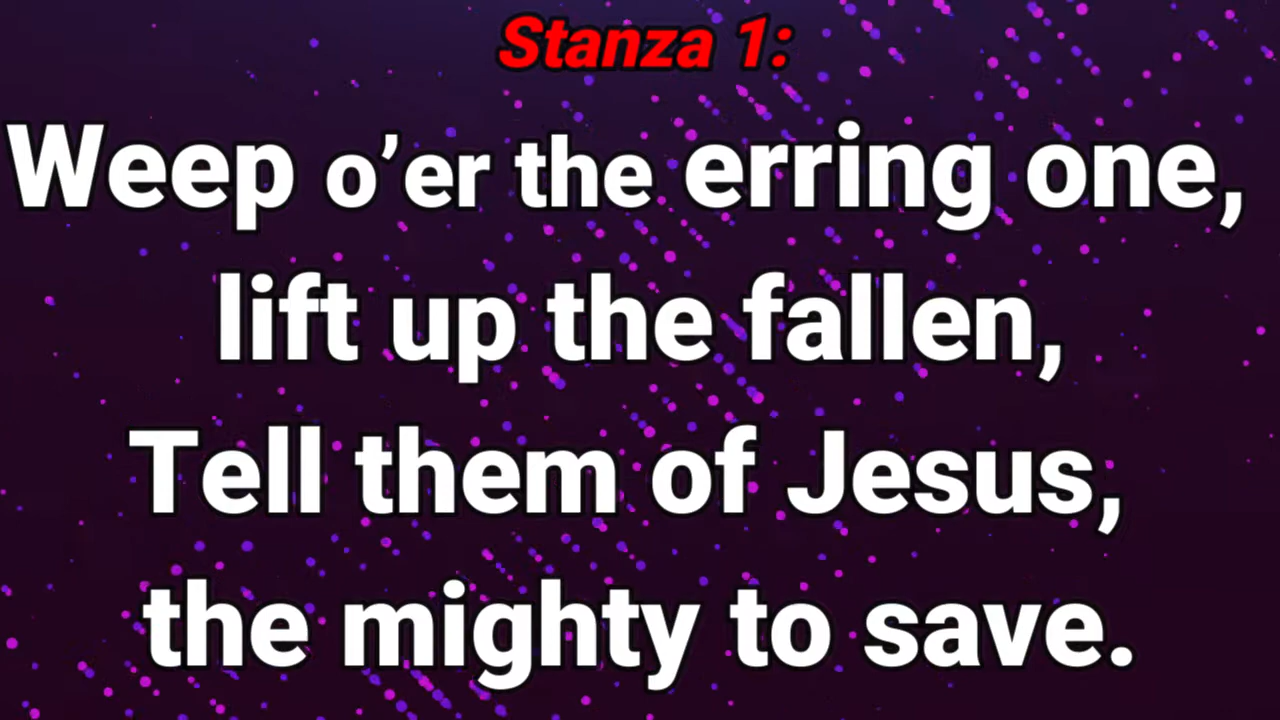 Stanza 1:
Weep o’er the erring one,
lift up the fallen,
Tell them of Jesus,
the mighty to save.